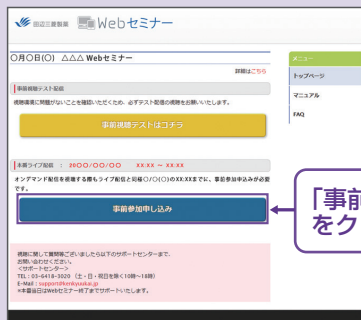 田辺三菱製薬 Webセミナー
〇月〇日(〇) △△△ Webセミナー
詳細はこちら
事前視聴テスト配信
視聴環境に問題がないことを確認いただくため、必ずテスト配信の視聴をお願いいたします。
事前視聴テストはコチラ
本番ライブ配信 : 20〇〇/〇〇/〇〇 XX:XX ~ XX:XX
オンデマンド配信を視聴する際もライブ配信と同様〇/〇(〇)のXX:XXまでに、事前参加申込みが必要
です。
事前参加申し込み
視聴に関して質問等ございましたら以下のサポートセンターまで、
お問い合わせください。
<サポートセンター>
TEL:03-6418-3020 (土・日・祝日を除く10時~18時)
E-Mail:support@kenkyuukai.jp
※本番当日はWebセミナー終了までサポートいたします。
メニュー
トップページ
マニュアル
FAQ
「事前
をク